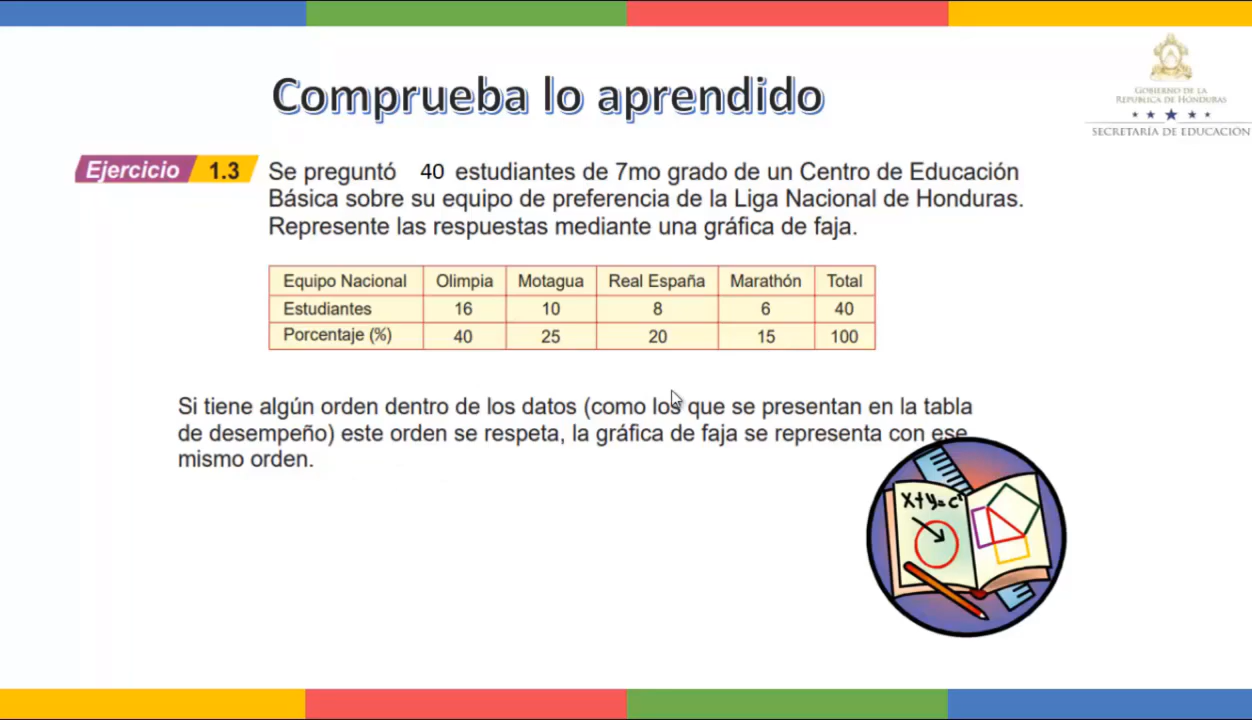 Comprueba lo aprendido
GOBIERNO DE LA
REPUBLICA DE HONDURAS
SECRETARÍA DE EDUCACIÓN
Ejercicio 1.3 Se preguntó 40 estudiantes de 7mo grado de un Centro de Educación
Básica sobre su equipo de preferencia de la Liga Nacional de Honduras.
Represente las respuestas mediante una gráfica de faja.
Equipo Nacional Olimpia Motagua Real España Marathón Total
Estudiantes 16 10 8 6 40
Porcentaje (%) 40 25 20 15 100
Si tiene algún orden dentro de los datos (como los que se presentan en la tabla
de desempeño) este orden se respeta, la gráfica de faja se representa con ese
mismo orden.
x+y=c²